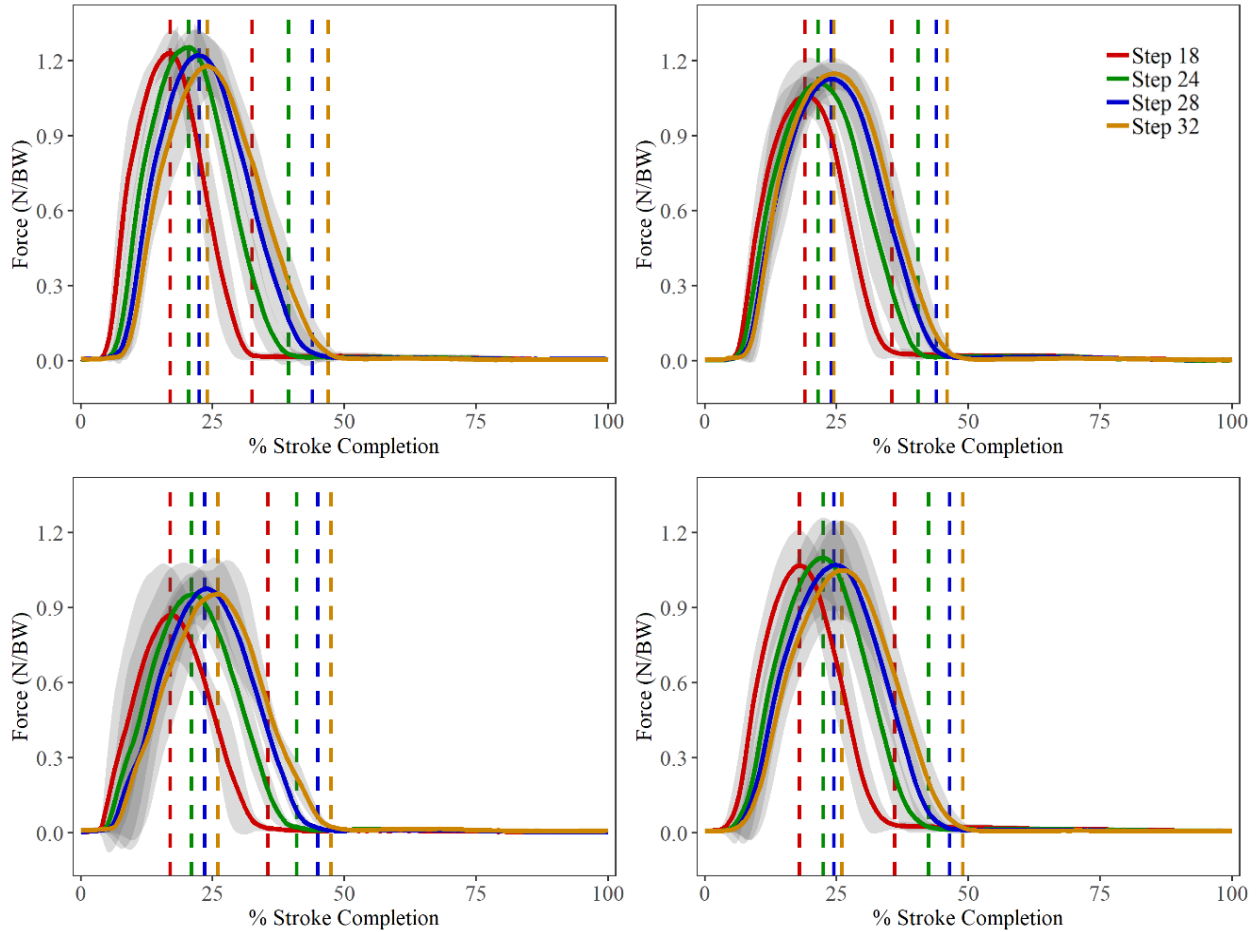 1.2
0.9
0.6
0.3
0.0
Force (N/BW)
0 25 50 75 100
% Stroke Completion
Step 18
Step 24
Step 28
Step 32
1.2
0.9
0.6
0.3
0.0
Force (N/BW)
0 25 50 75 100
% Stroke Completion
1.2
0.9
0.6
0.3
0.0
Force (N/BW)
0 25 50 75 100
% Stroke Completion
1.2
0.9
0.6
0.3
0.0
Force (N/BW)
0 25 50 75 100
% Stroke Completion